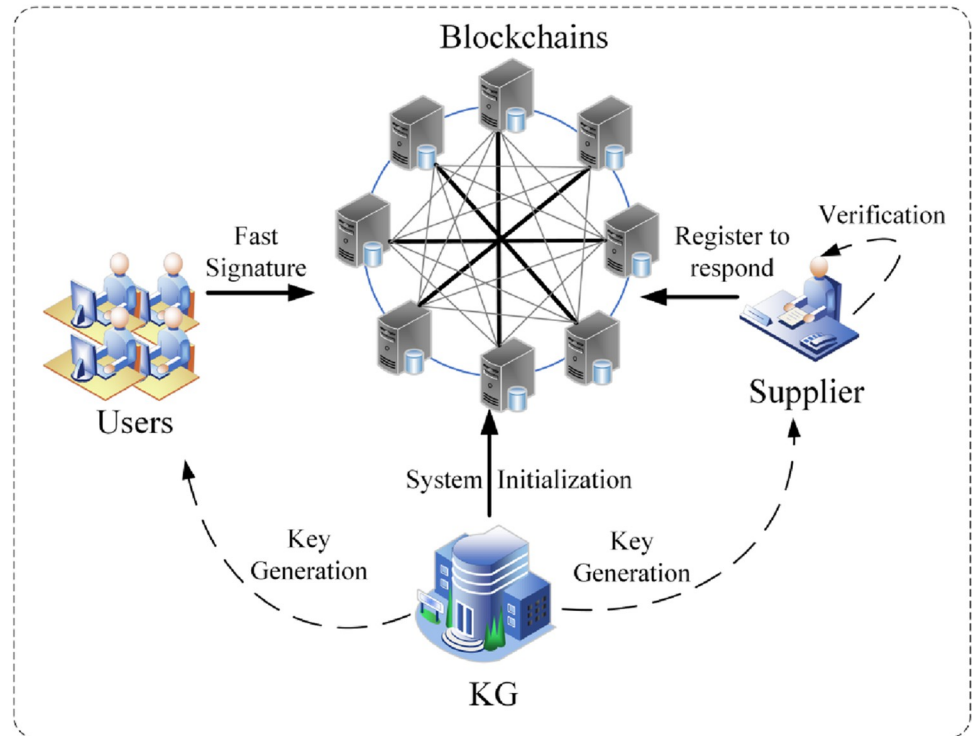 Blockchains
Fast
Signature
Register to
respond
Verification
Users
Supplier
System Initialization
Key
Generation
Key
Generation
KG